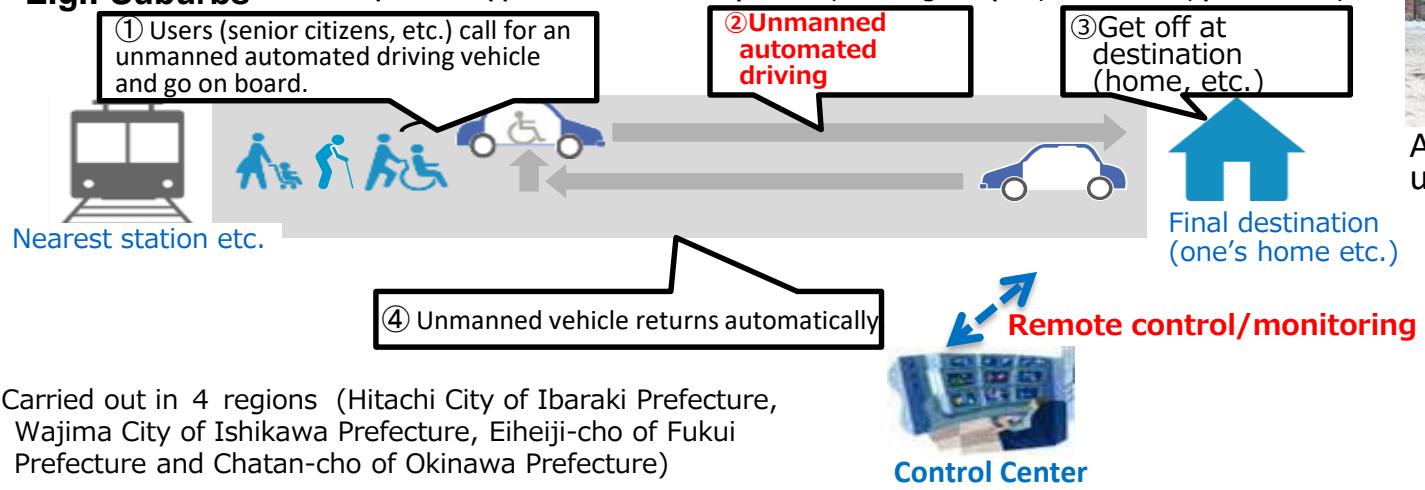 ① Users (senior citizens, etc.) call for an
unmanned automated driving vehicle
and go on board.
②Unmanned
automated
driving
③Get off at
destination
(home, etc.)
Nearest station etc.
Final destination
(one's home etc.)
④ Unmanned vehicle returns automatically
Remote control/monitoring
Carried out in 4 regions (Hitachi City of Ibaraki Prefecture,
Wajima City of Ishikawa Prefecture, Eiheiji-cho of Fukui
Prefecture and Chatan-cho of Okinawa Prefecture)
Control Center